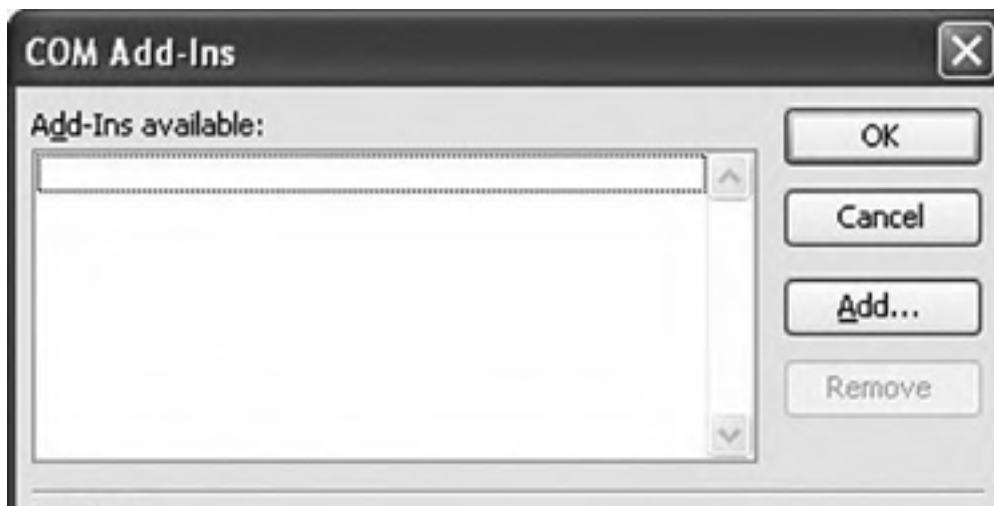 COM Add-Ins
Add-Ins available:
OK
Cancel
Add...
Remove